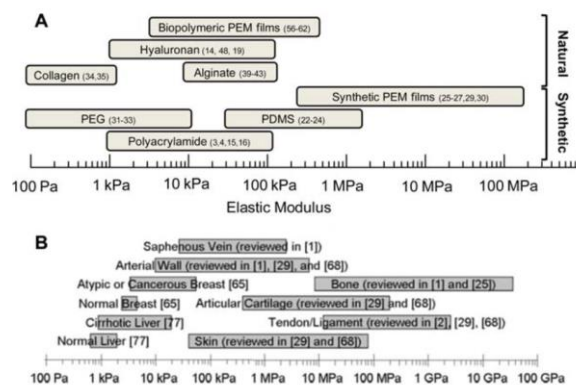 A
Biopolymeric PEM films (56-62)
Hyaluronan (14, 48, 19)
Collagen (34,35) Alginate (39-43)
Synthetic PEM films (25-27,29,30)
PEG (31-33) PDMS (22-24)
Polyacrylamide (3,4,15,16)
Natural
Synthetic
100 Pa 1 kPa 10 kPa 100 kPa 1 MPa 10 MPa 100 MPa
Elastic Modulus
B
Saphenous Vein (reviewed in [1])
Arterial Wall (reviewed in [1], [29], and [68])
Atypic or Cancerous Breast [65] Bone (reviewed in [1] and [25])
Normal Breast [65] Articular Cartilage (reviewed in [29] and [68])
Cirrhotic Liver [77] Tendon/Ligament (reviewed in [2], [29], [68])
Normal Liver [77] Skin (reviewed in [29] and [68])
100 Pa 1 kPa 10 kPa 100 kPa 1 MPa 10 MPa 100 MPa 1 GPa 10 GPa 100 GPa